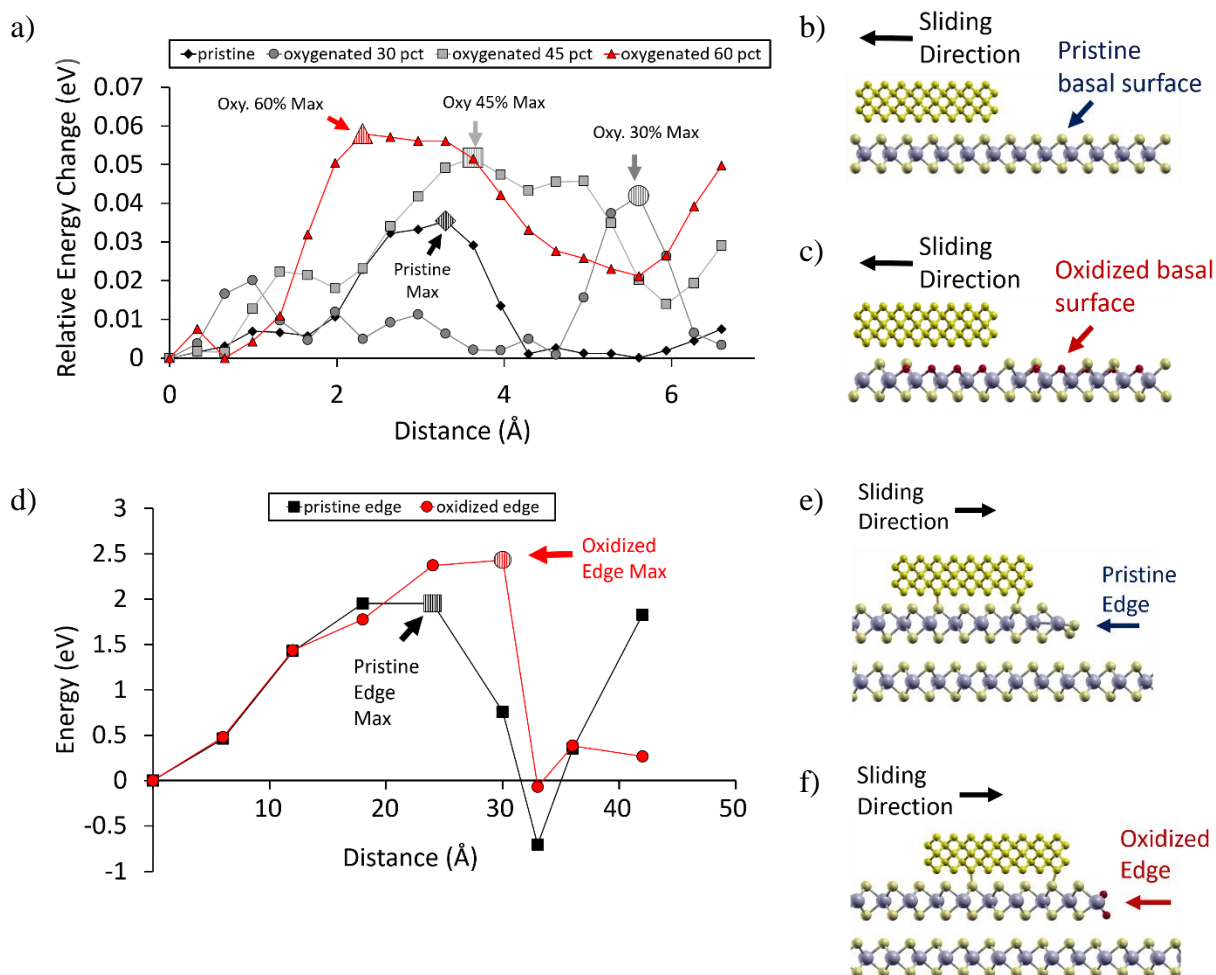 a)
pristine oxygenated 30 pct oxygenated 45 pct oxygenated 60 pct
Relative Energy Change (eV)
0.07
0.06
0.05
0.04
0.03
0.02
0.01
0
0 2 4 6
Distance (Å)
Oxy. 60% Max
Oxy 45% Max
Oxy. 30% Max
Pristine
Max
b)
Sliding
Direction
Pristine
basal surface
c)
Sliding
Direction
Oxidized basal
surface
d)
pristine edge oxidized edge
Energy (eV)
3
2.5
2
1.5
1
0.5
0
-0.5
-1
10 20 30 40 50
Distance (Å)
Oxidized
Edge Max
Pristine
Edge
Max
e)
Sliding
Direction
Pristine
Edge
f)
Sliding
Direction
Oxidized
Edge